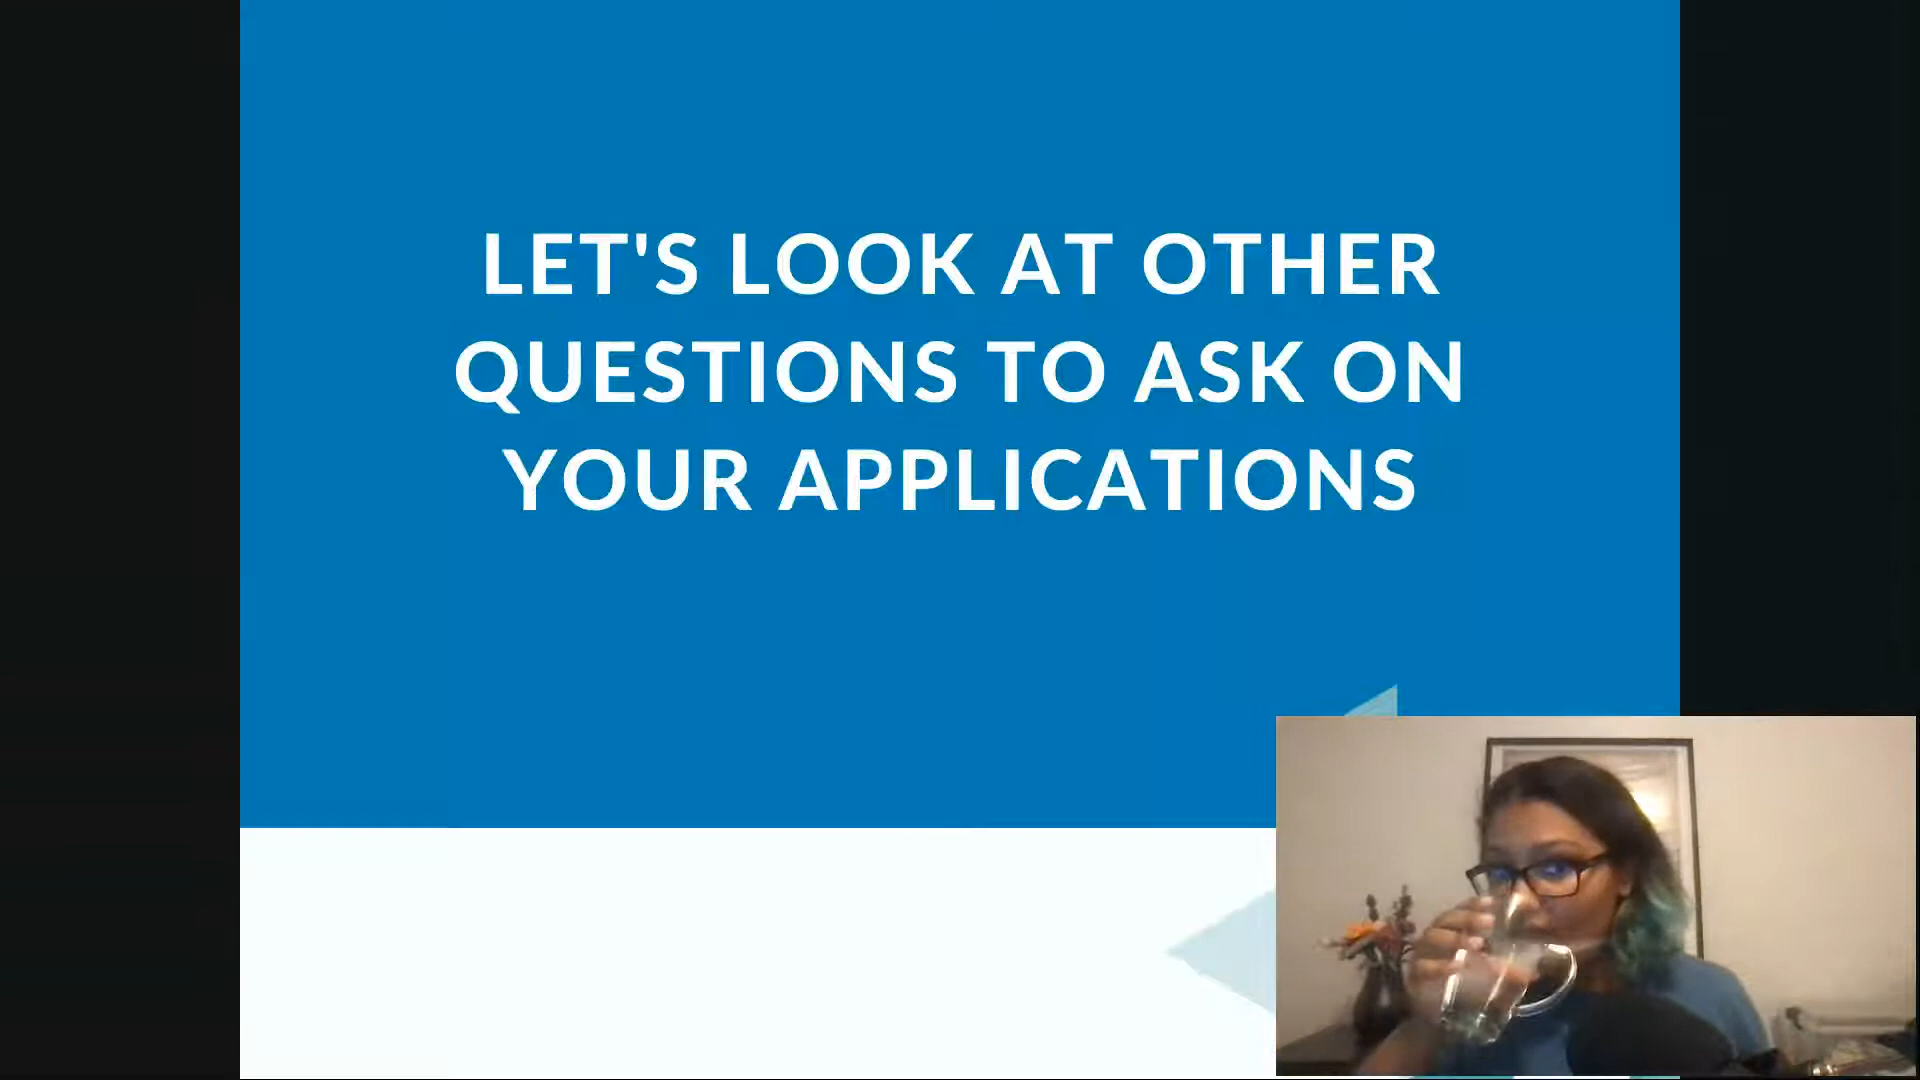 LET'S LOOK AT OTHER
QUESTIONS TO ASK ON
YOUR APPLICATIONS